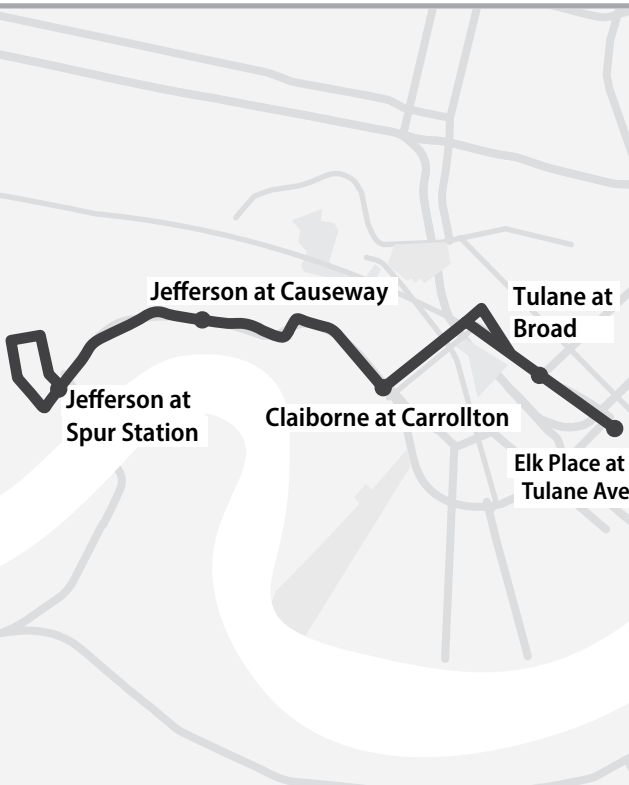 Jefferson at Causeway
Tulane at
Broad
Jefferson at
Spur Station
Claiborne at Carrollton
Elk Place at
Tulane Ave